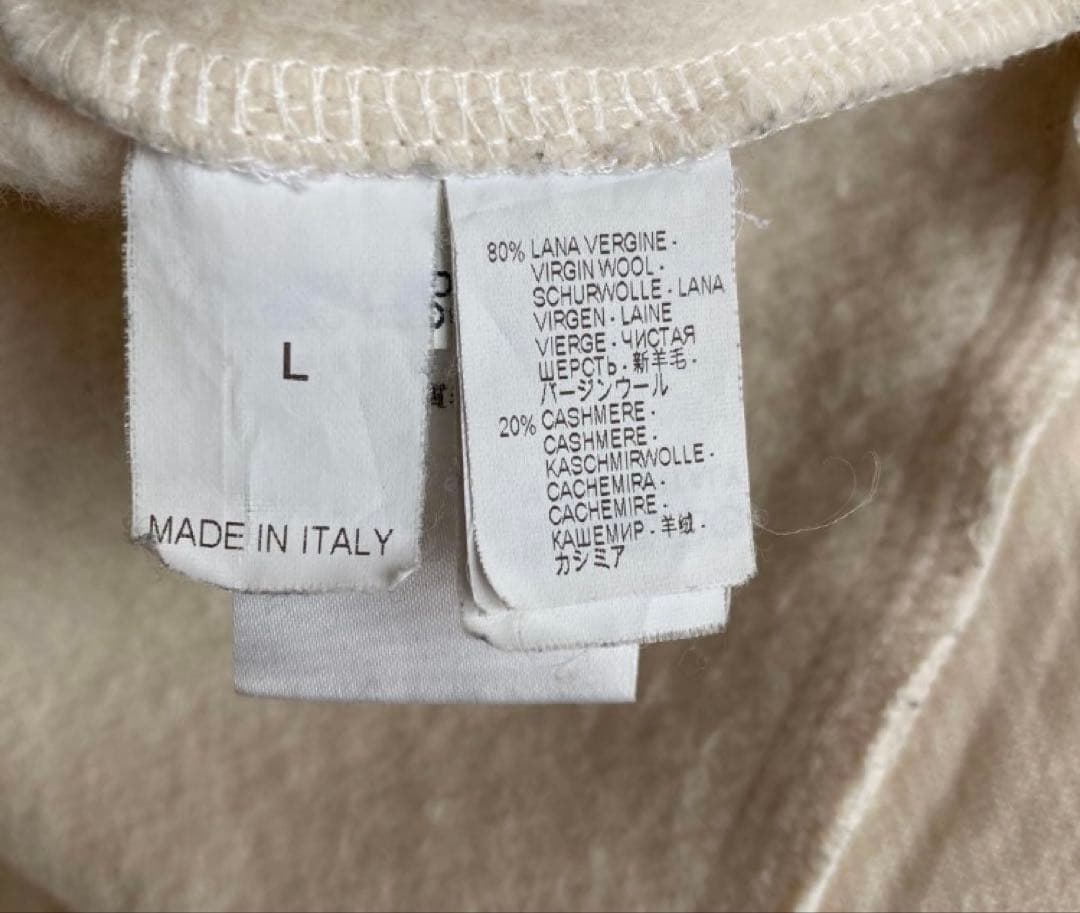 L
MADE IN ITALY
80% LANA VERGINE -
VIRGIN WOOL -
SCHURWOLLE - LANA
VIRGEN - LAINE
VIERGE - ЧИСТАЯ
ШЕРСТЬ - 新羊毛 -
バージンウール
20% CASHMERE -
CASHMERE -
KASCHMIRWOLLE -
CACHEMIRA -
CACHEMIRE -
КАШЕМИР - 羊绒 -
カシミア